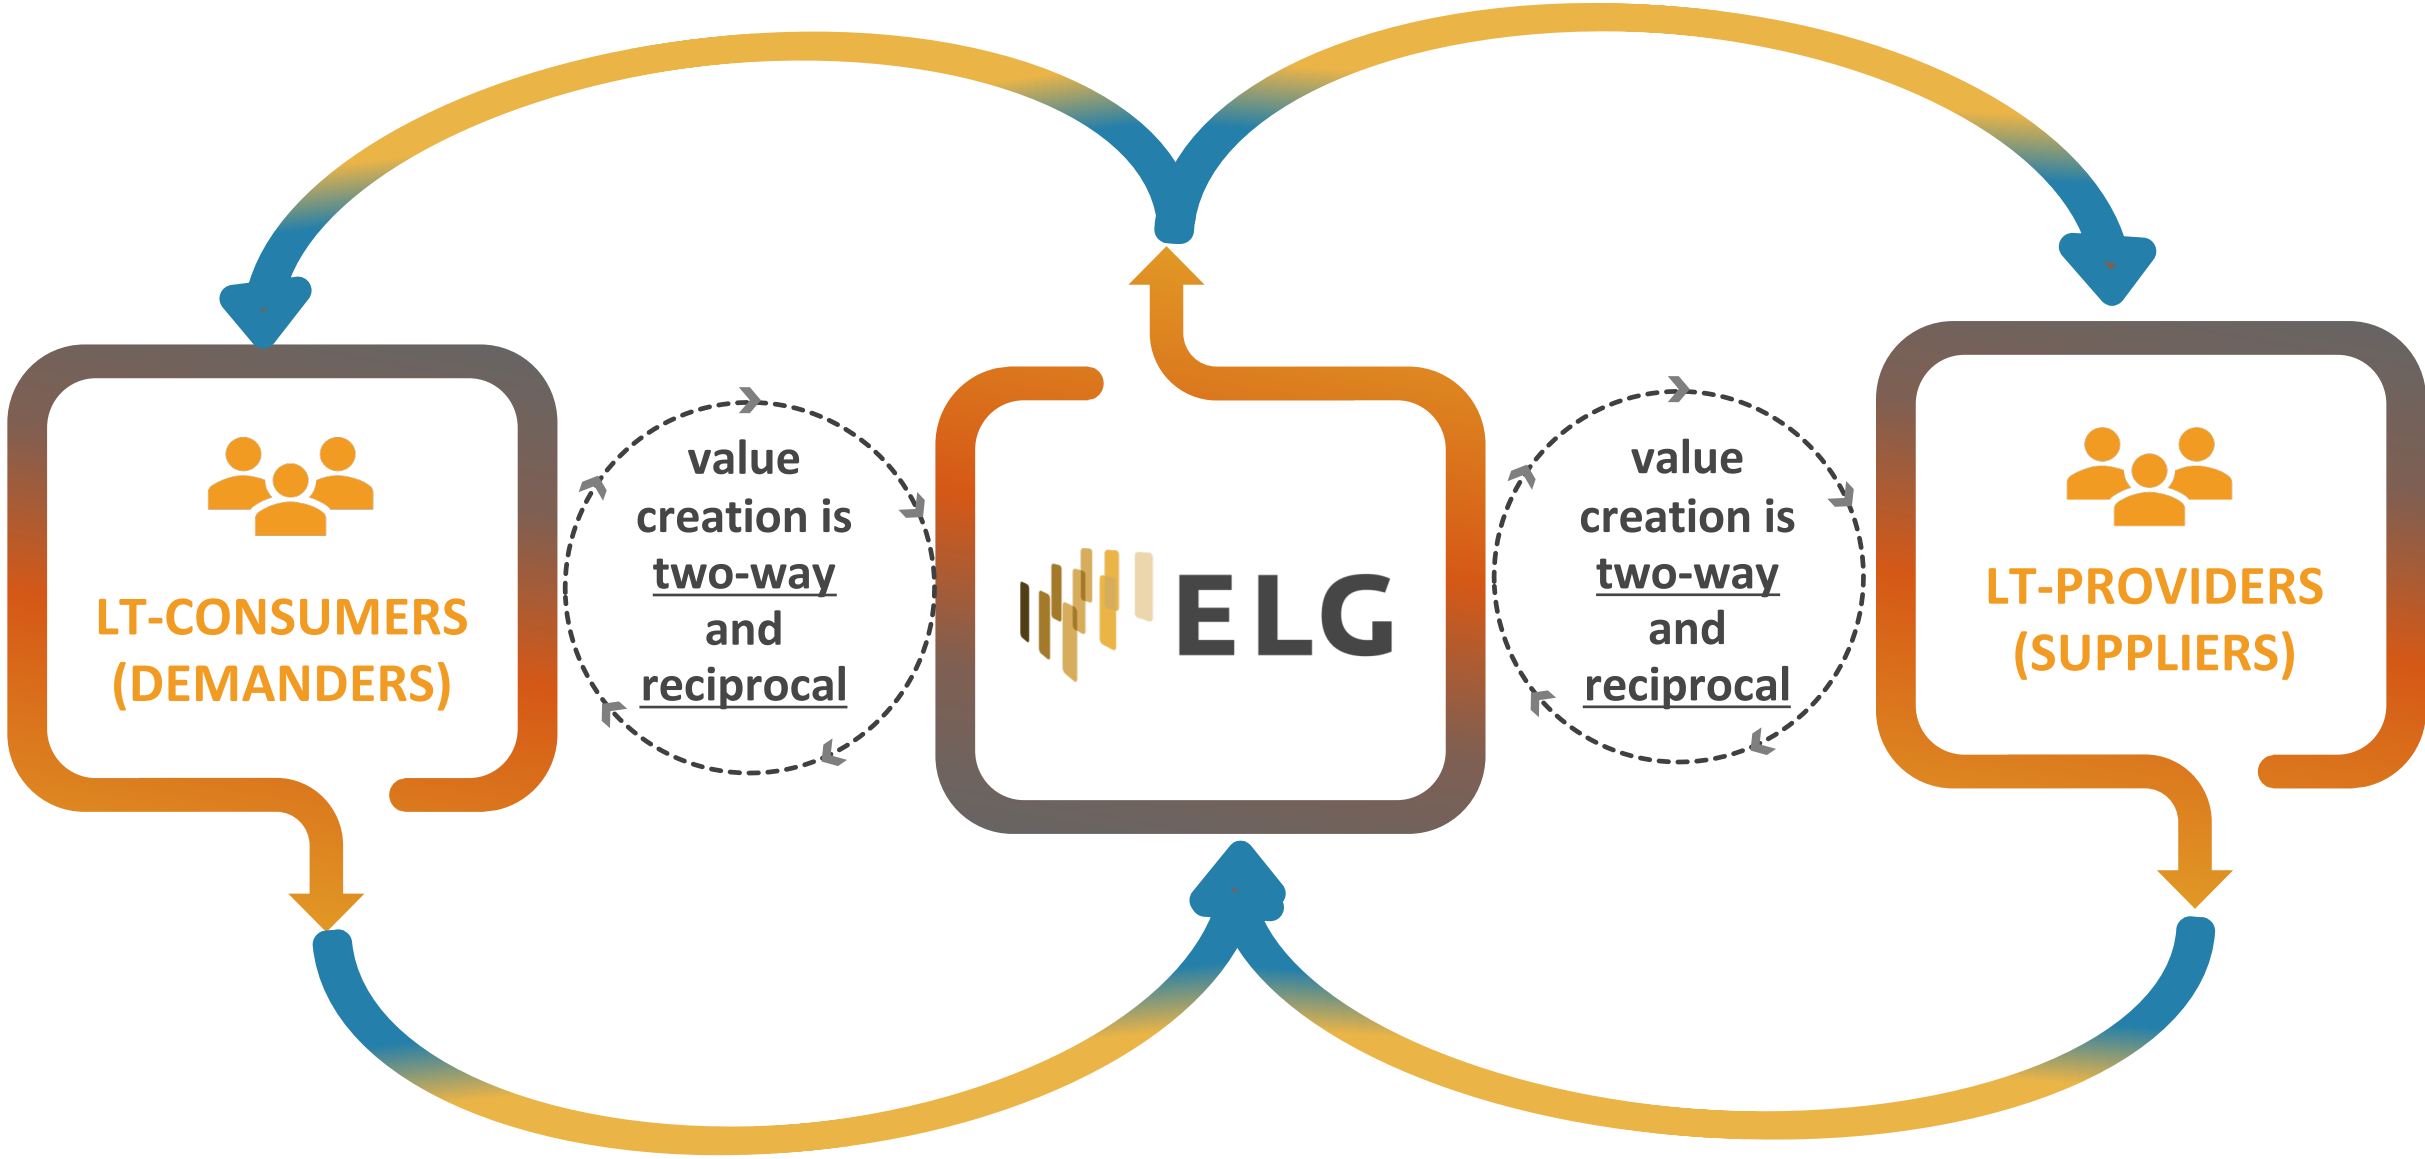 LT-CONSUMERS
(DEMANDERS)
value
creation is
two-way
and
reciprocal
ELG
value
creation is
two-way
and
reciprocal
LT-PROVIDERS
(SUPPLIERS)